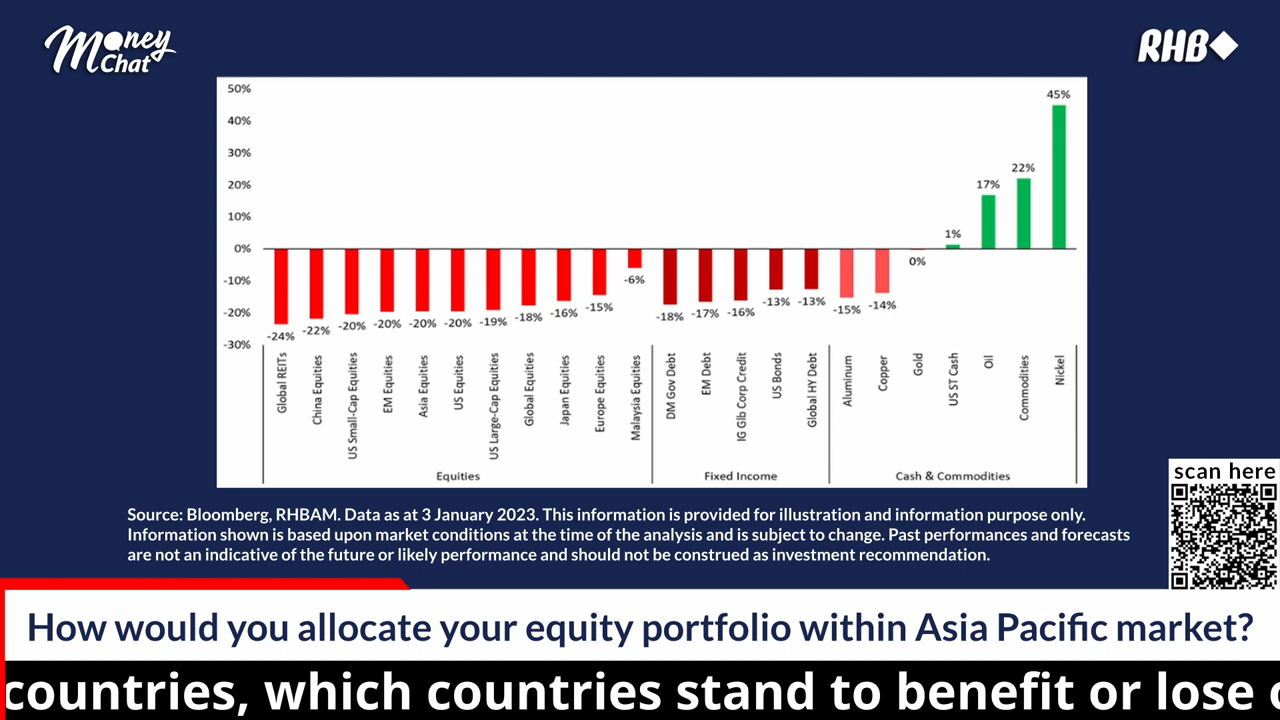 Money
Chat
RHB
50%
40%
30%
20%
10%
0%
-10%
-20%
-30%
-24%
-22%
-20%
-20%
-20%
-20%
-19%
-18%
-16%
-15%
-6%
-18%
-17%
-16%
-13%
-13%
-15%
-14%
0%
1%
17%
22%
45%
Global REITs
China Equities
US Small-Cap Equities
EM Equities
Asia Equities
US Equities
US Large-Cap Equities
Global Equities
Japan Equities
Europe Equities
Malaysia Equities
DM Gov Debt
EM Debt
IG Glb Corp Credit
US Bonds
Global HY Debt
Aluminum
Copper
Gold
US ST Cash
Oil
Commodities
Nickel
Equities
Fixed Income
Cash & Commodities
scan here
Source: Bloomberg, RHBAM. Data as at 3 January 2023. This information is provided for illustration and information purpose only.
Information shown is based upon market conditions at the time of the analysis and is subject to change. Past performances and forecasts
are not an indicative of the future or likely performance and should not be construed as investment recommendation.
How would you allocate your equity portfolio within Asia Pacific market?
countries, which countries stand to benefit or lose